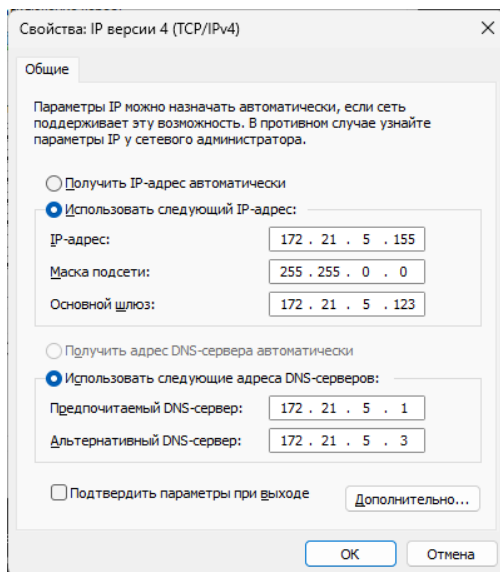 Свойства: IP версии 4 (TCP/IPv4)
Общие
Параметры IP можно назначать автоматически, если сеть
поддерживает эту возможность. В противном случае узнайте
параметры IP у сетевого администратора.
Получить IP-адрес автоматически
Использовать следующий IP-адрес:
IP-адрес: 172 . 21 . 5 . 155
Маска подсети: 255 . 255 . 0 . 0
Основной шлюз: 172 . 21 . 5 . 123
Получить адрес DNS-сервера автоматически
Использовать следующие адреса DNS-серверов:
Предпочитаемый DNS-сервер: 172 . 21 . 5 . 1
Альтернативный DNS-сервер: 172 . 21 . 5 . 3
Подтвердить параметры при выходе
Дополнительно...
ОК Отмена